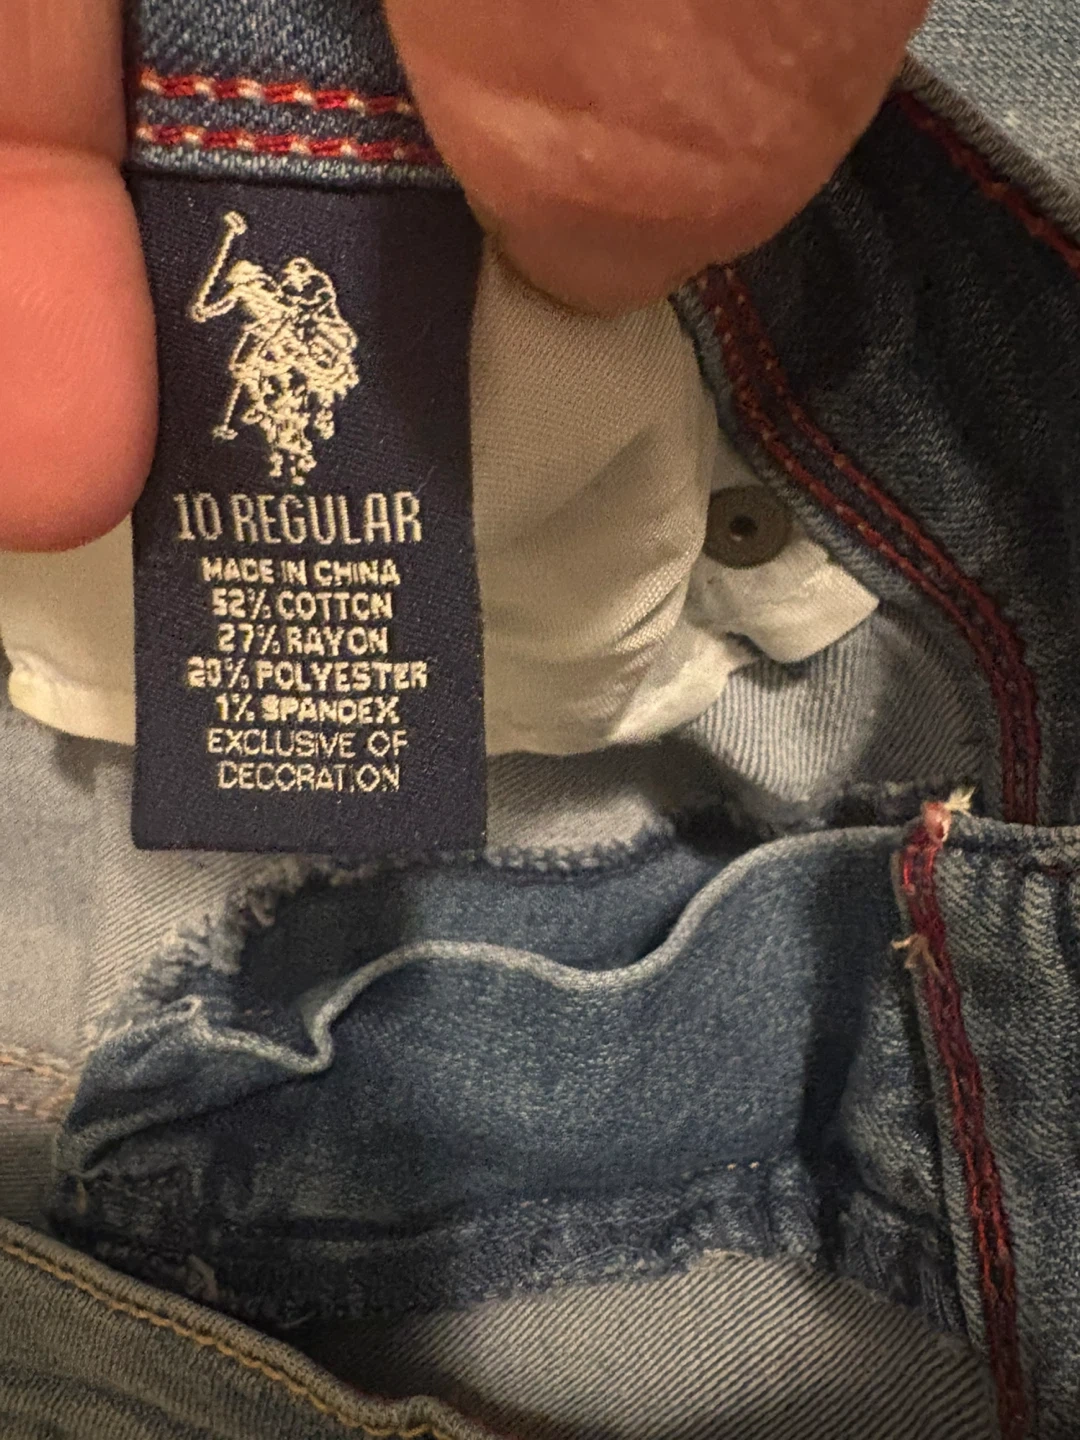 10 REGULAR
MADE IN CHINA
52% COTTON
27% RAYON
20% POLYESTER
1% SPANDEX
EXCLUSIVE OF
DECORATION